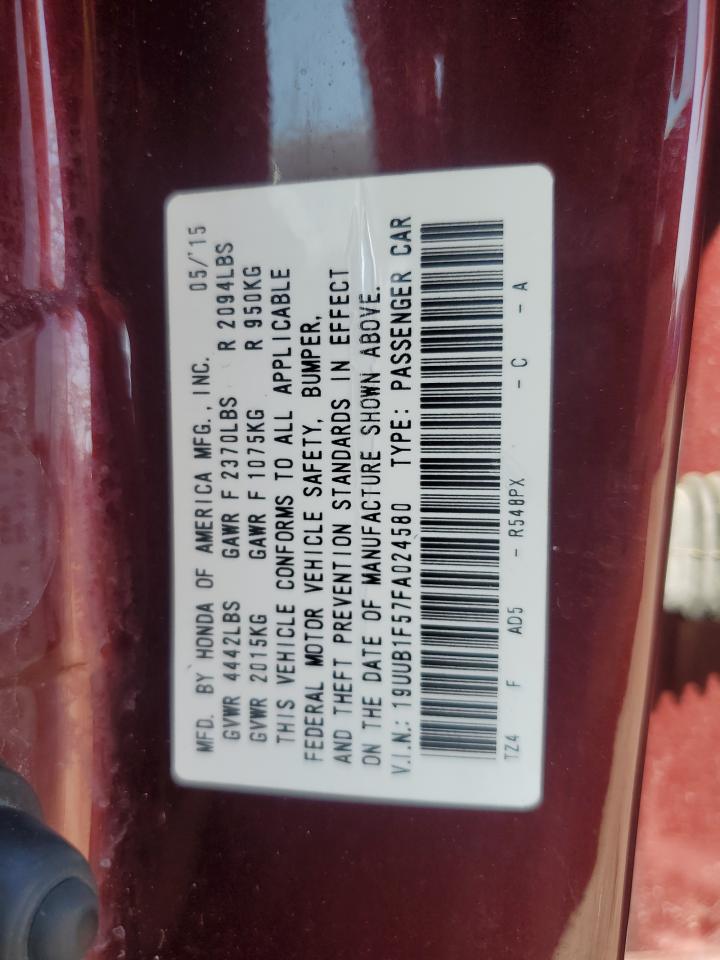 MFD. BY HONDA OF AMERICA MFG., INC. 05/'15
GVWR 4442LBS GAWR F 2370LBS R 2094LBS
GVWR 2015KG GAWR F 1075KG R 950KG
THIS VEHICLE CONFORMS TO ALL APPLICABLE
FEDERAL MOTOR VEHICLE SAFETY, BUMPER,
AND THEFT PREVENTION STANDARDS IN EFFECT
ON THE DATE OF MANUFACTURE SHOWN ABOVE.
V.I.N.: 19UUB1F57FA024580 TYPE: PASSENGER CAR
TZ4 F AD5 - R548PX - C - A